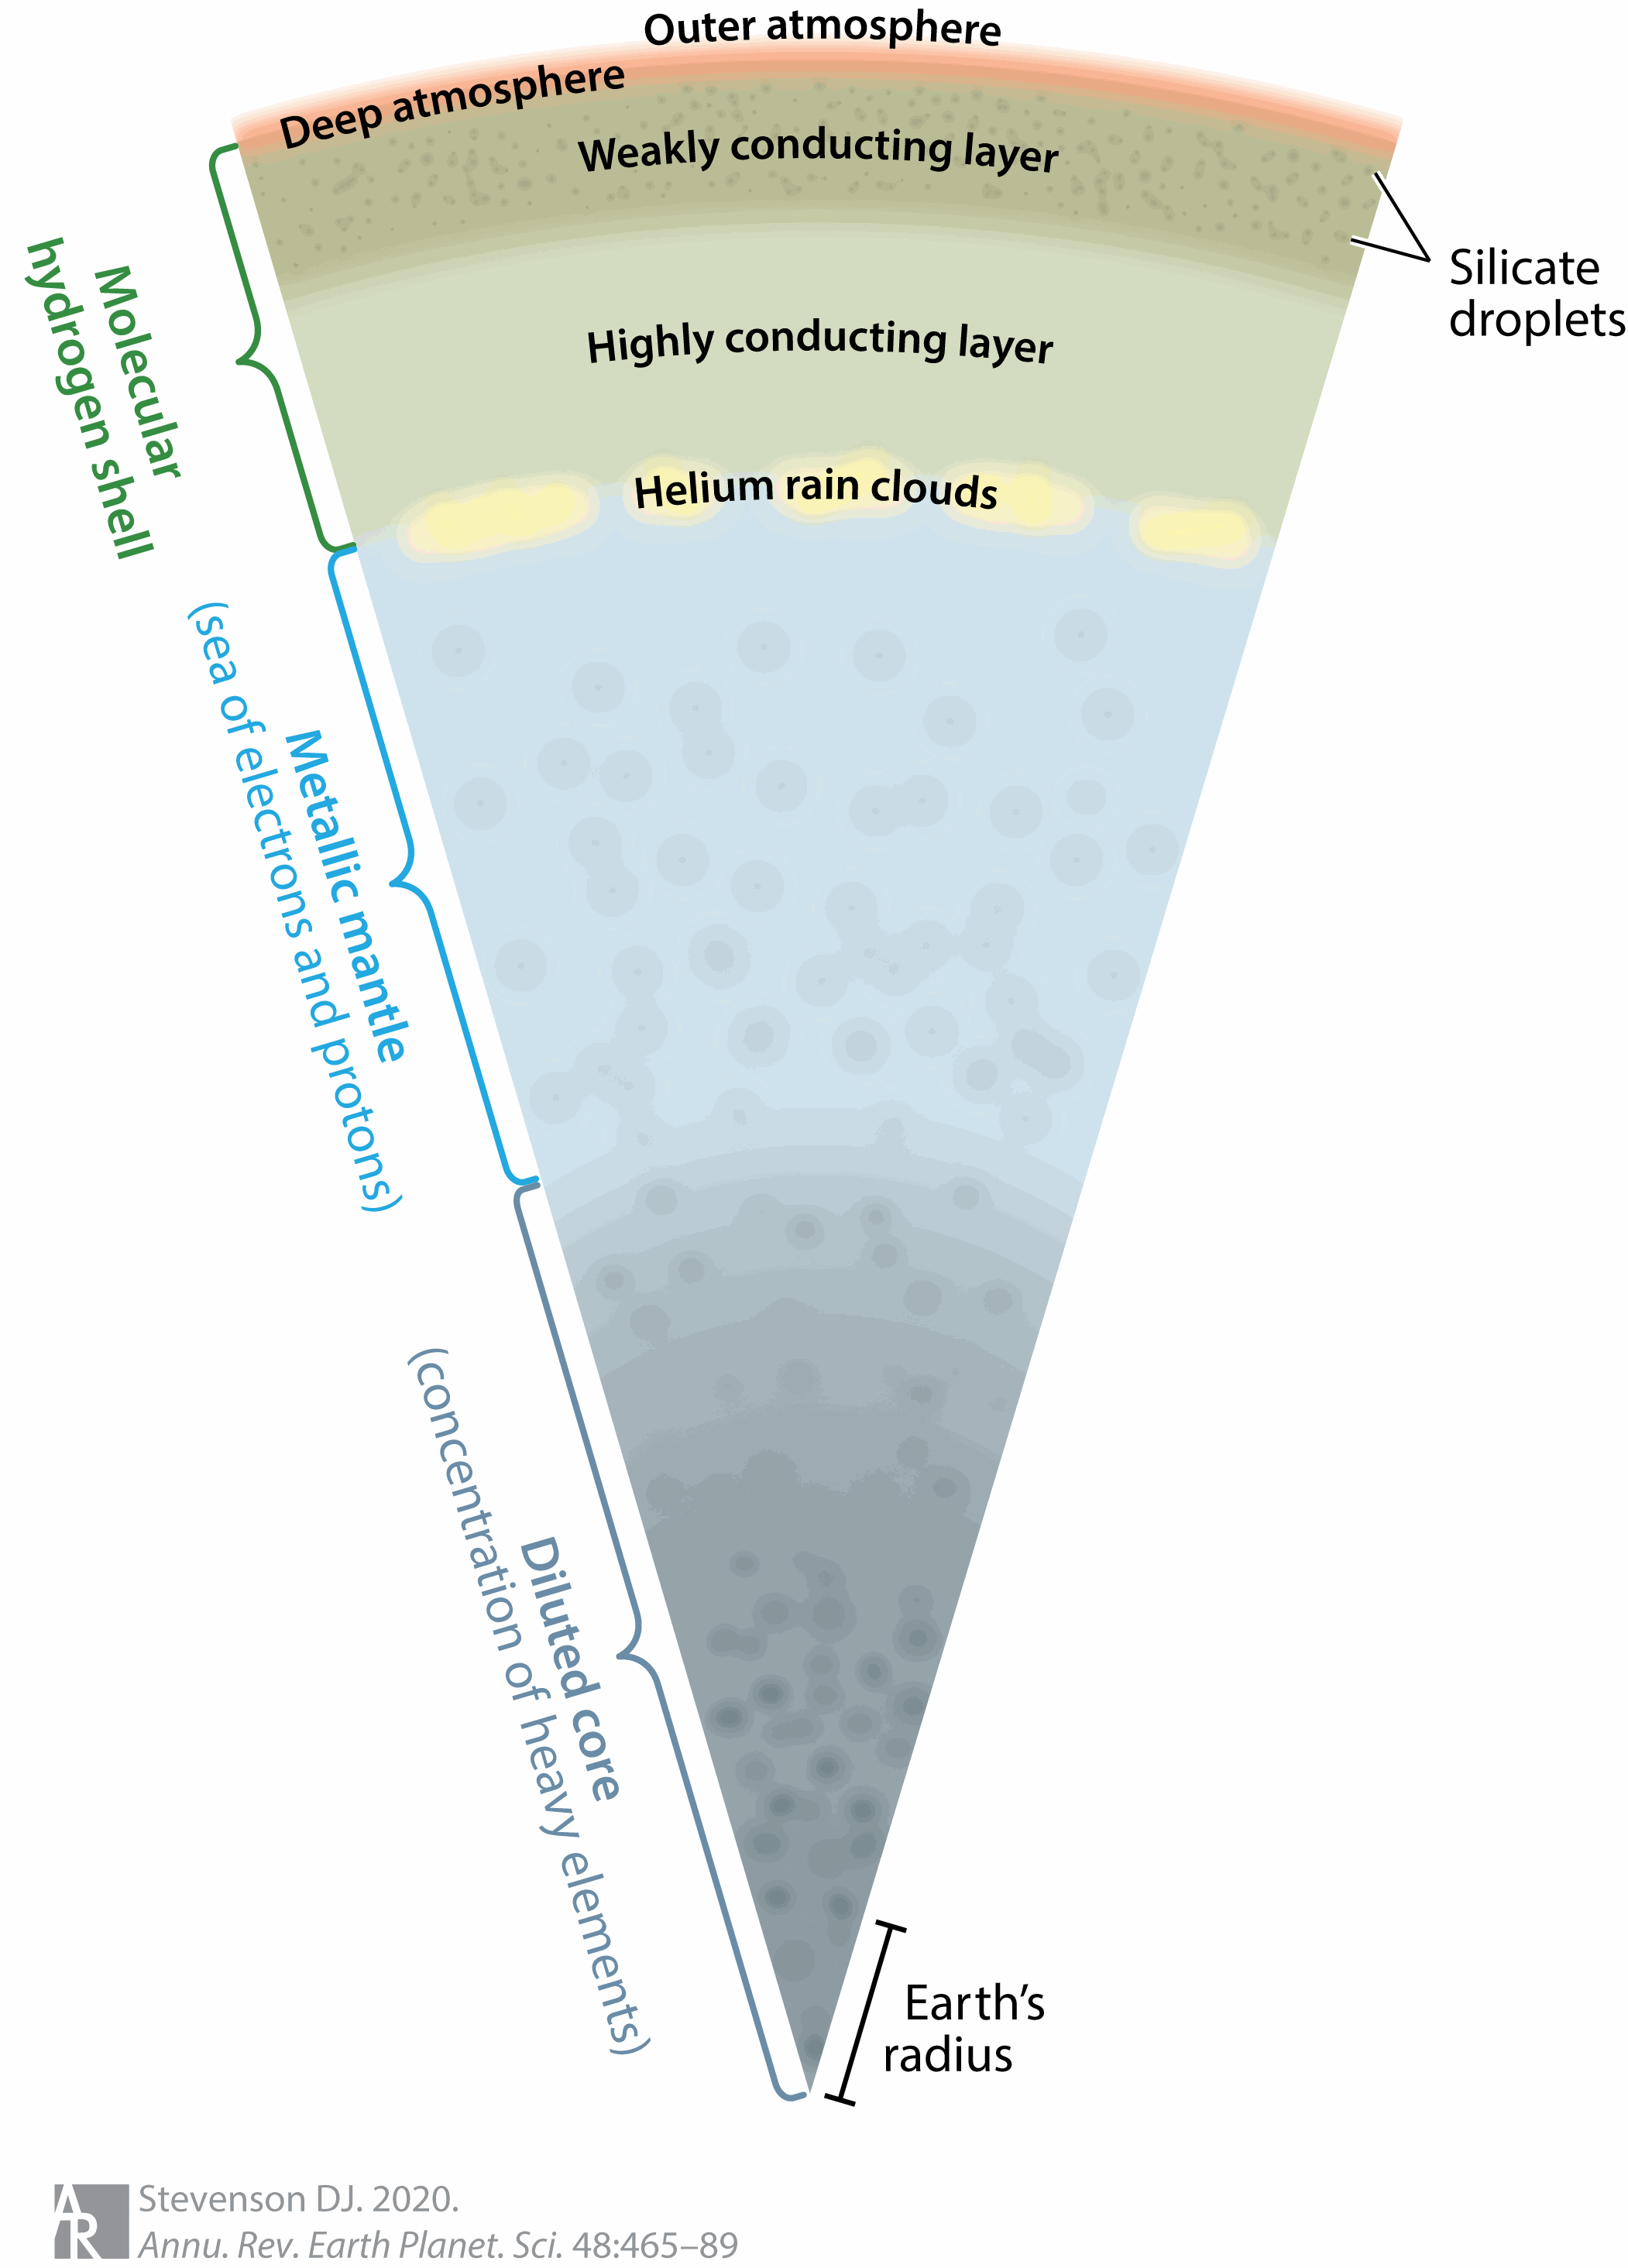 Outer atmosphere
Deep atmosphere
Weakly conducting layer
Silicate
droplets
Highly conducting layer
Molecular
hydrogen shell
Helium rain clouds
Metallic mantle
(sea of electrons and protons)
Diluted core
(concentration of heavy elements)
Earth’s
radius
AR
Stevenson DJ. 2020.
Annu. Rev. Earth Planet. Sci. 48:465–89